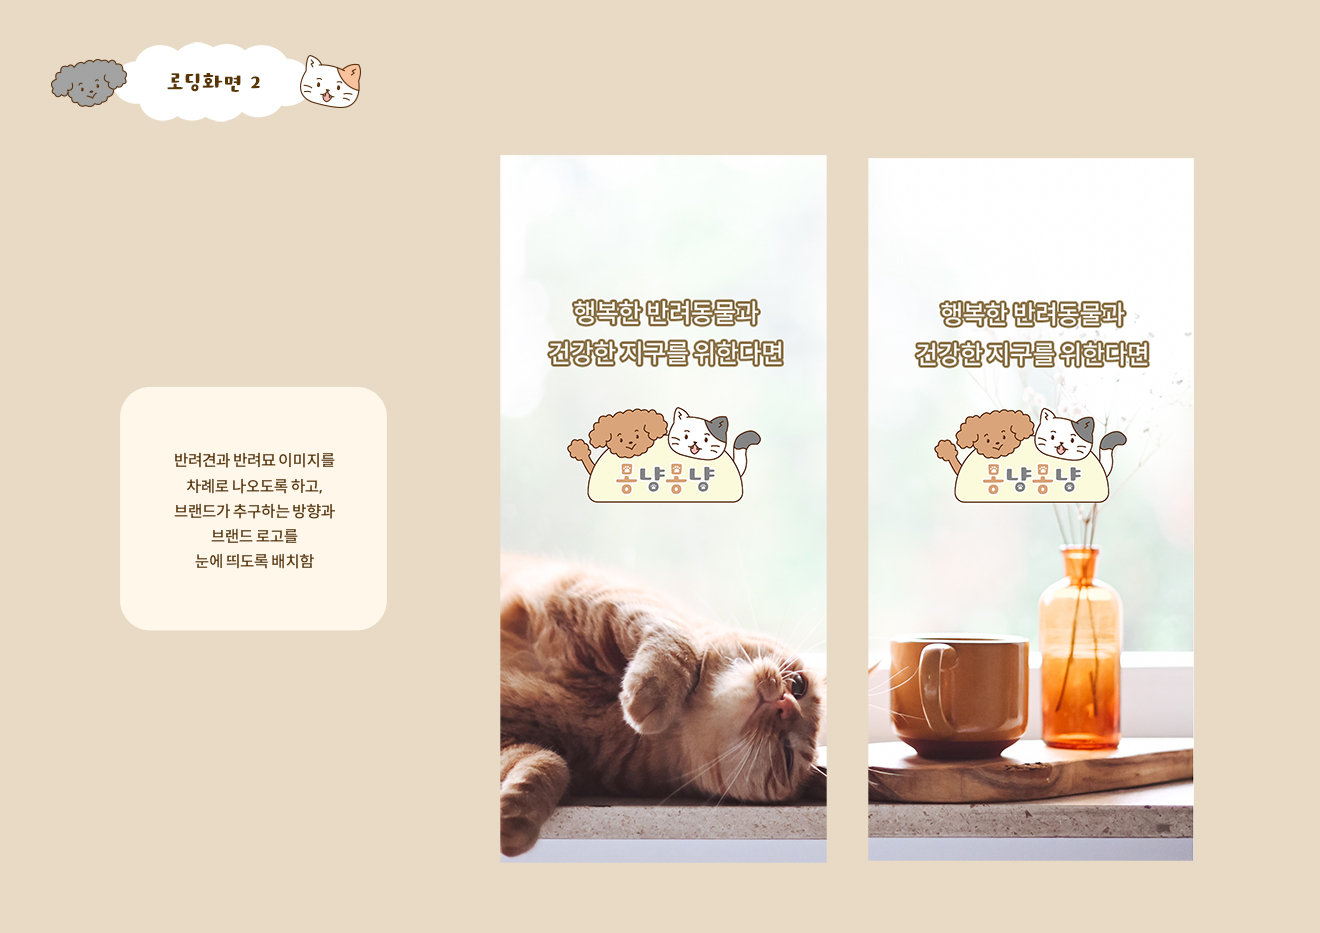 로딩화면 2
반려견과 반려묘 이미지를
차례로 나오도록 하고,
브랜드가 추구하는 방향과
브랜드 로고를
눈에 띄도록 배치함
행복한 반려동물과
건강한 지구를 위한다면
몽냥몽냥
행복한 반려동물과
건강한 지구를 위한다면
몽냥몽냥